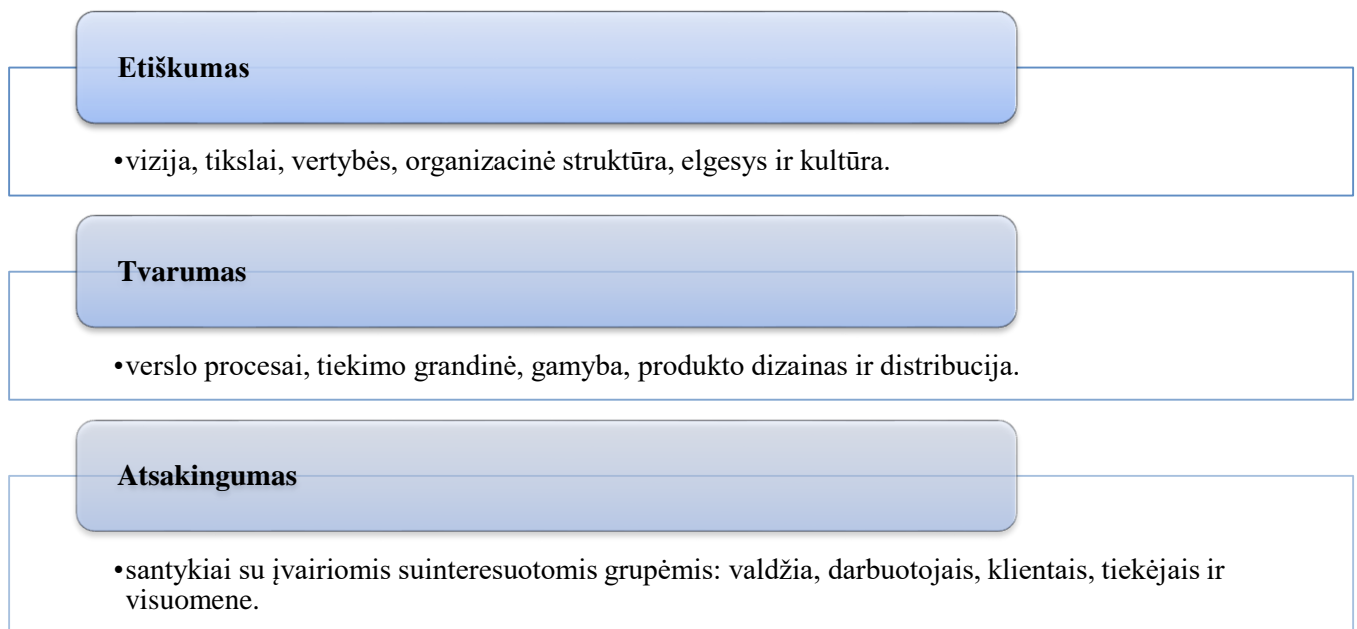 Etiškumas
•vizija, tikslai, vertybės, organizacinė struktūra, elgesys ir kultūra.
Tvarumas
•verslo procesai, tiekimo grandinė, gamyba, produkto dizainas ir distribucija.
Atsakingumas
•santykiai su įvairiomis suinteresuotomis grupėmis: valdžia, darbuotojais, klientais, tiekėjais ir
visuomene.